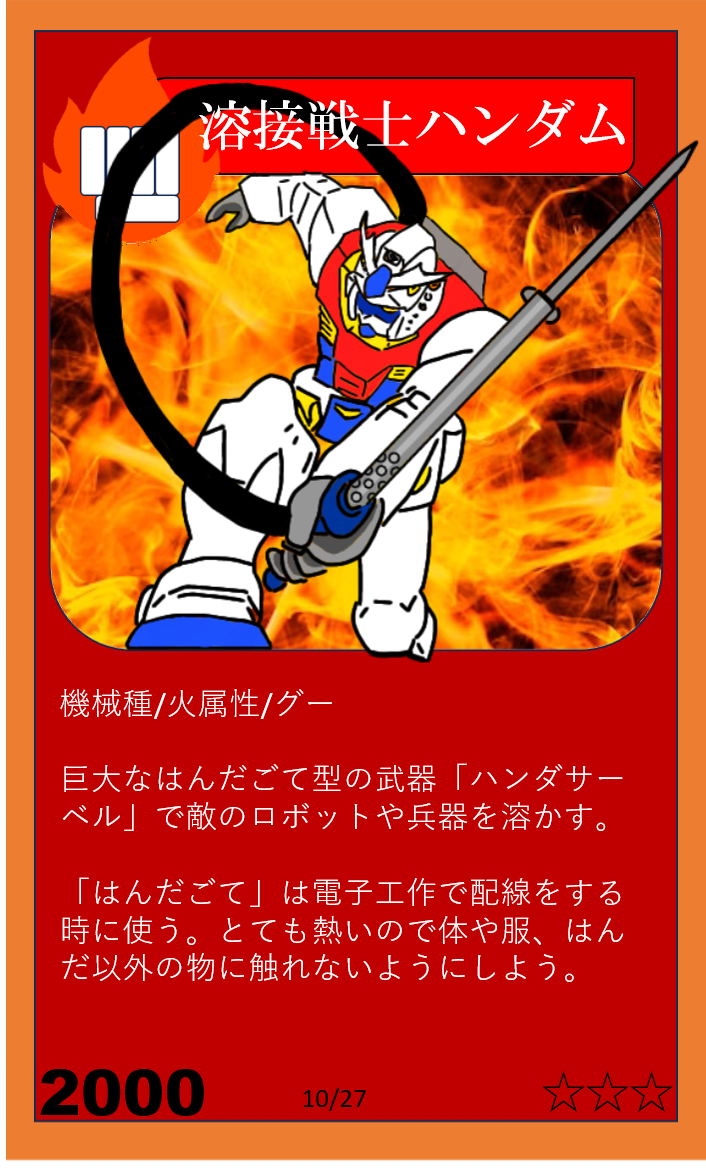 溶接戦士ハンダム
機械種/火属性/グー
巨大なはんだごて型の武器「ハンダサー
ベル」で敵のロボットや兵器を溶かす。
「はんだごて」は電子工作で配線をする
時に使う。とても熱いので体や服、はん
だ以外の物に触れないようにしよう。
2000
10/27
☆☆☆